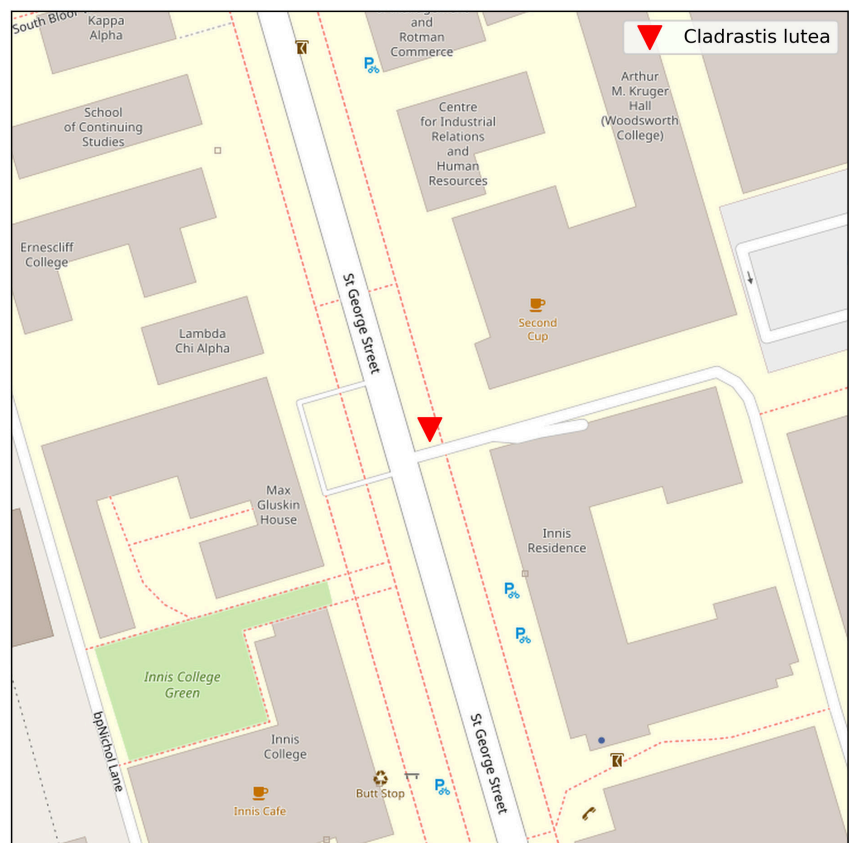 South Bloor
Kappa
Alpha
and
Rotman
Commerce
Cladrastis lutea
School
of Continuing
Studies
Centre
for Industrial
Relations
and
Human
Resources
Arthur
M. Kruger
Hall
(Woodsworth
College)
Ernescliff
College
St George Street
Second
Cup
Lambda
Chi Alpha
Max
Gluskin
House
Innis
Residence
Innis College
Green
bpNichol Lane
Innis
College
St George Street
Butt Stop
Innis Cafe